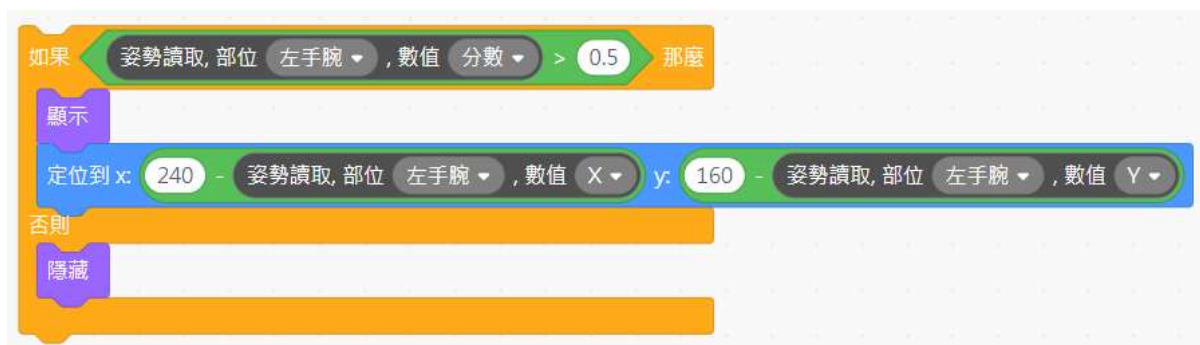 如果 姿勢讀取, 部位 左手腕 , 數值 分數 > 0.5 那麼
顯示
定位到 x: 240 - 姿勢讀取, 部位 左手腕 , 數值 X y: 160 - 姿勢讀取, 部位 左手腕 , 數值 Y
否則
隱藏